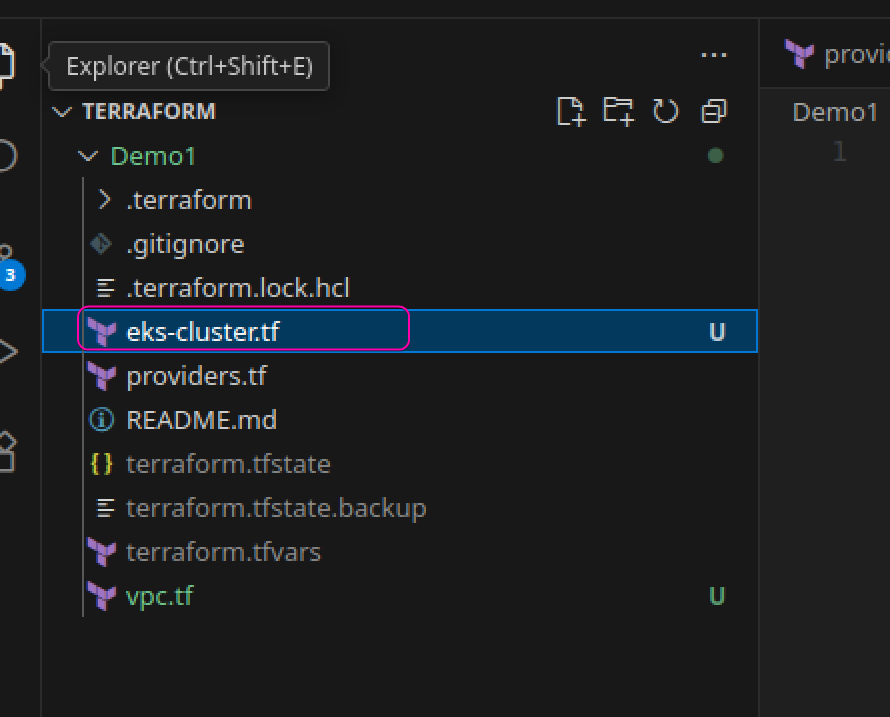 Explorer (Ctrl+Shift+E)
TERRAFORM
Demo1
.terraform
.gitignore
.terraform.lock.hcl
3
eks-cluster.tf U
providers.tf
README.md
terraform.tfstate
terraform.tfstate.backup
terraform.tfvars
vpc.tf U
provi
Demo1
1